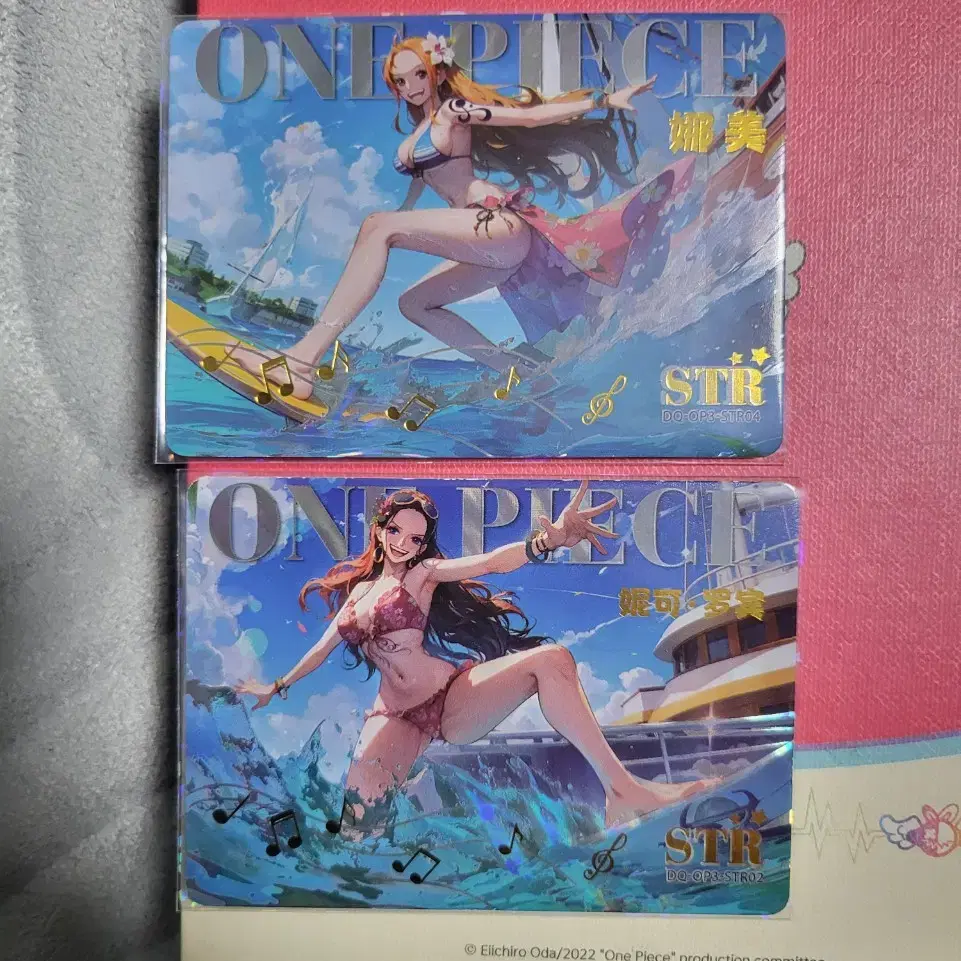 ONE PIECE
娜美
STR
DQ-OP3-STR04
ONE PIECE
妮可·罗宾
STR
DQ-OP3-STR02
© Eiichiro Oda/2022 "One Piece" production committee